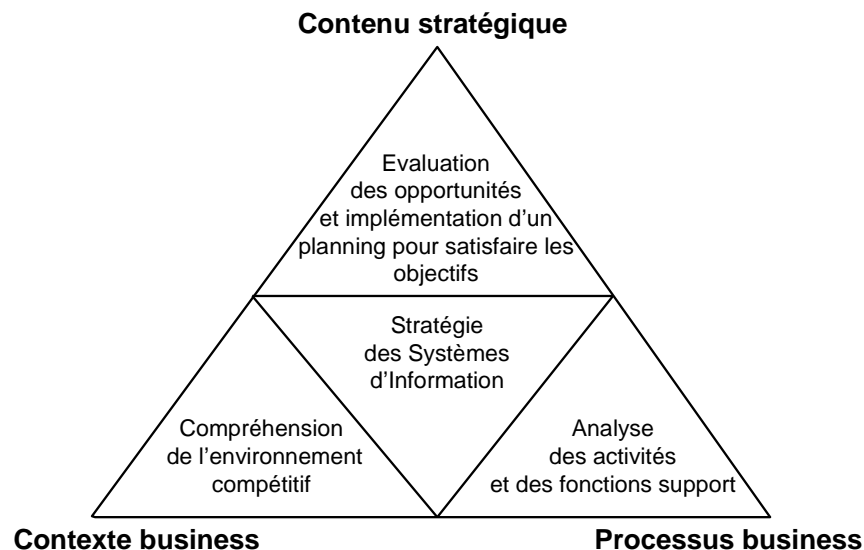 Contenu stratégique
Evaluation
des opportunités
et implémentation d’un
planning pour satisfaire les
objectifs
Stratégie
des Systèmes
d’Information
Compréhension
de l’environnement
compétitif
Analyse
des activités
et des fonctions support
Contexte business
Processus business